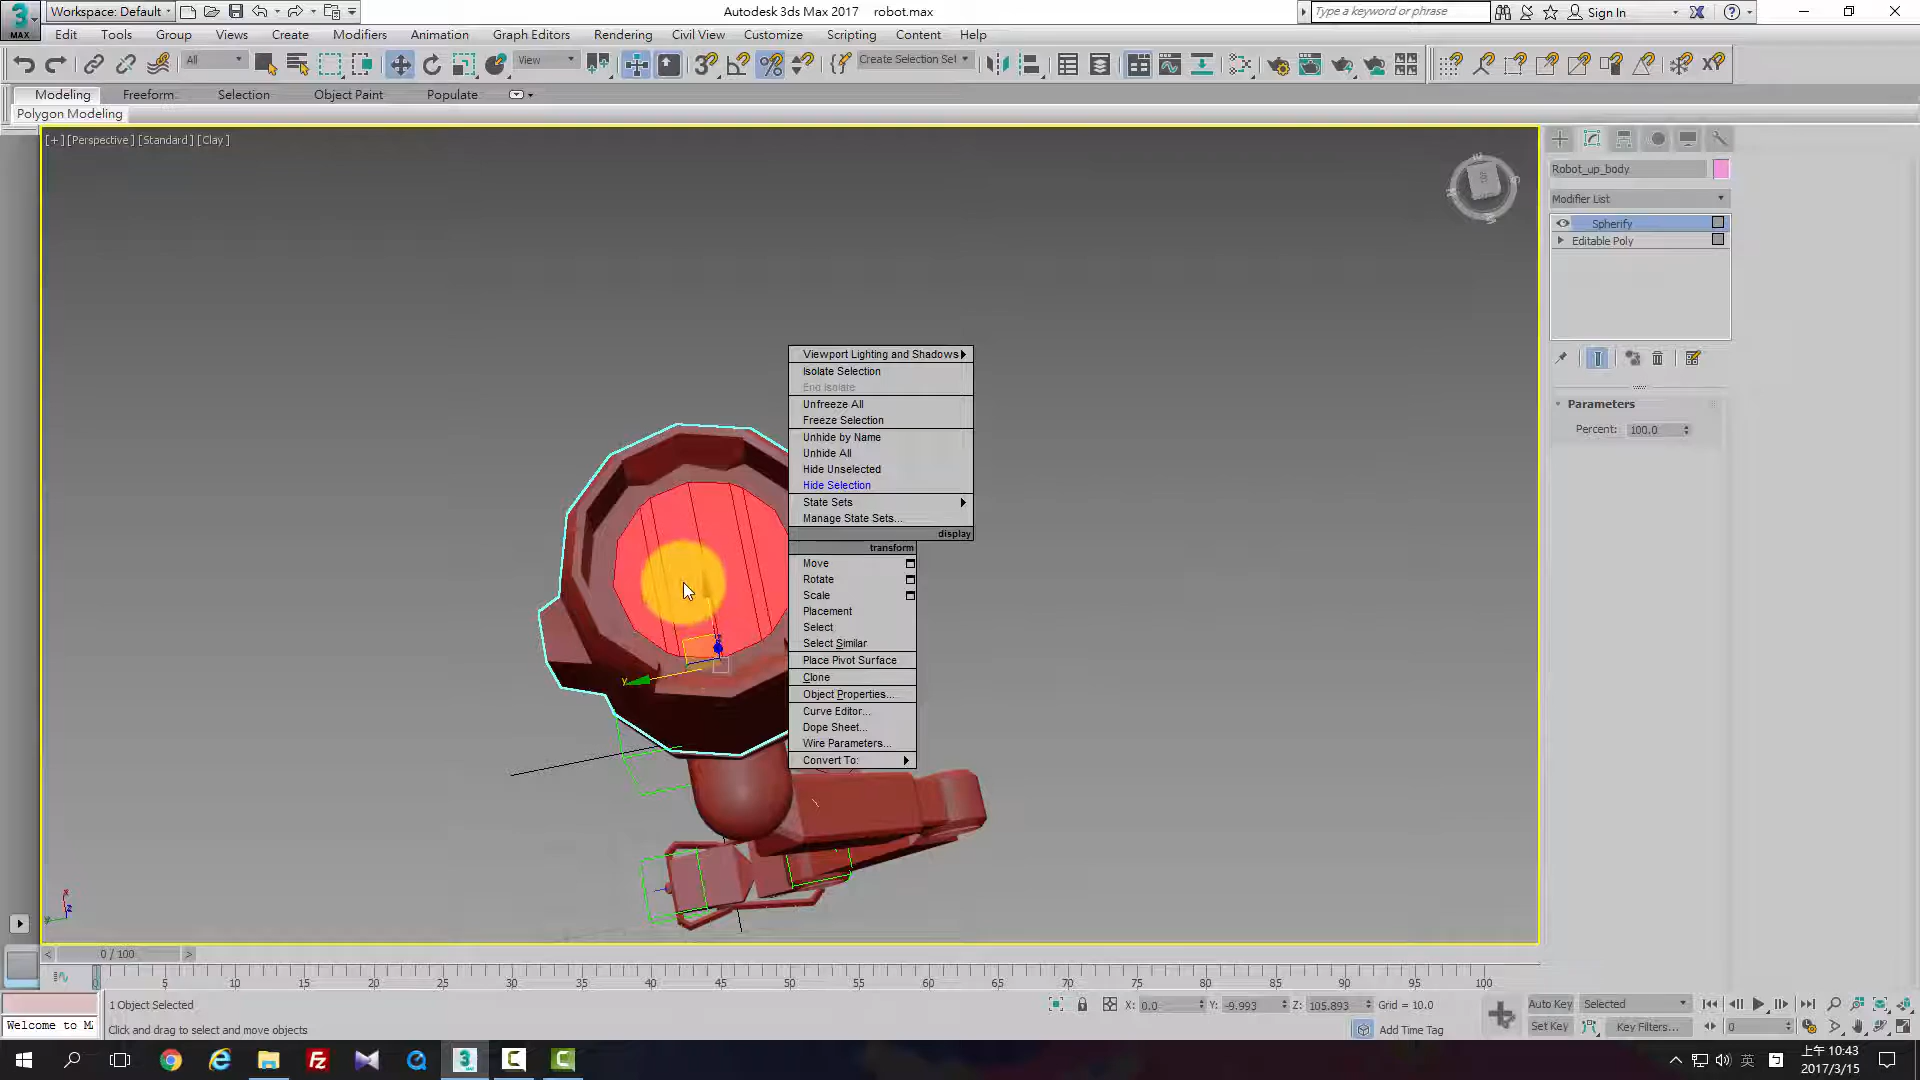 3
MAX
Workspace: Default
Autodesk 3ds Max 2017 robot.max
Type a keyword or phrase
Sign In
Edit Tools Group Views Create Modifiers Animation Graph Editors Rendering Civil View Customize Scripting Content Help
All
View
Create Selection Set
Modeling Freeform Selection Object Paint Populate
Polygon Modeling
[+] [Perspective ] [Standard ] [Clay ]
Robot_up_body
Modifier List
Spherify
Editable Poly
Parameters
Percent: 100.0
Viewport Lighting and Shadows
Isolate Selection
End Isolate
Unfreeze All
Freeze Selection
Unhide by Name
Unhide All
Hide Unselected
Hide Selection
State Sets
Manage State Sets...
display
transform
Move
Rotate
Scale
Placement
Select
Select Similar
Place Pivot Surface
Clone
Object Properties...
Curve Editor...
Dope Sheet...
Wire Parameters...
Convert To:
y
0 / 100
0 5 10 15 20 25 30 35 40 45 50 55 60 65 70 75 80 85 90 95 100
1 Object Selected
X: 0.0 Y: -9.993 Z: 105.893 Grid = 10.0
Auto Key Selected
Welcome to M
Click and drag to select and move objects
Add Time Tag
Set Key Key Filters...
0
英
上午 10:43
2017/3/15